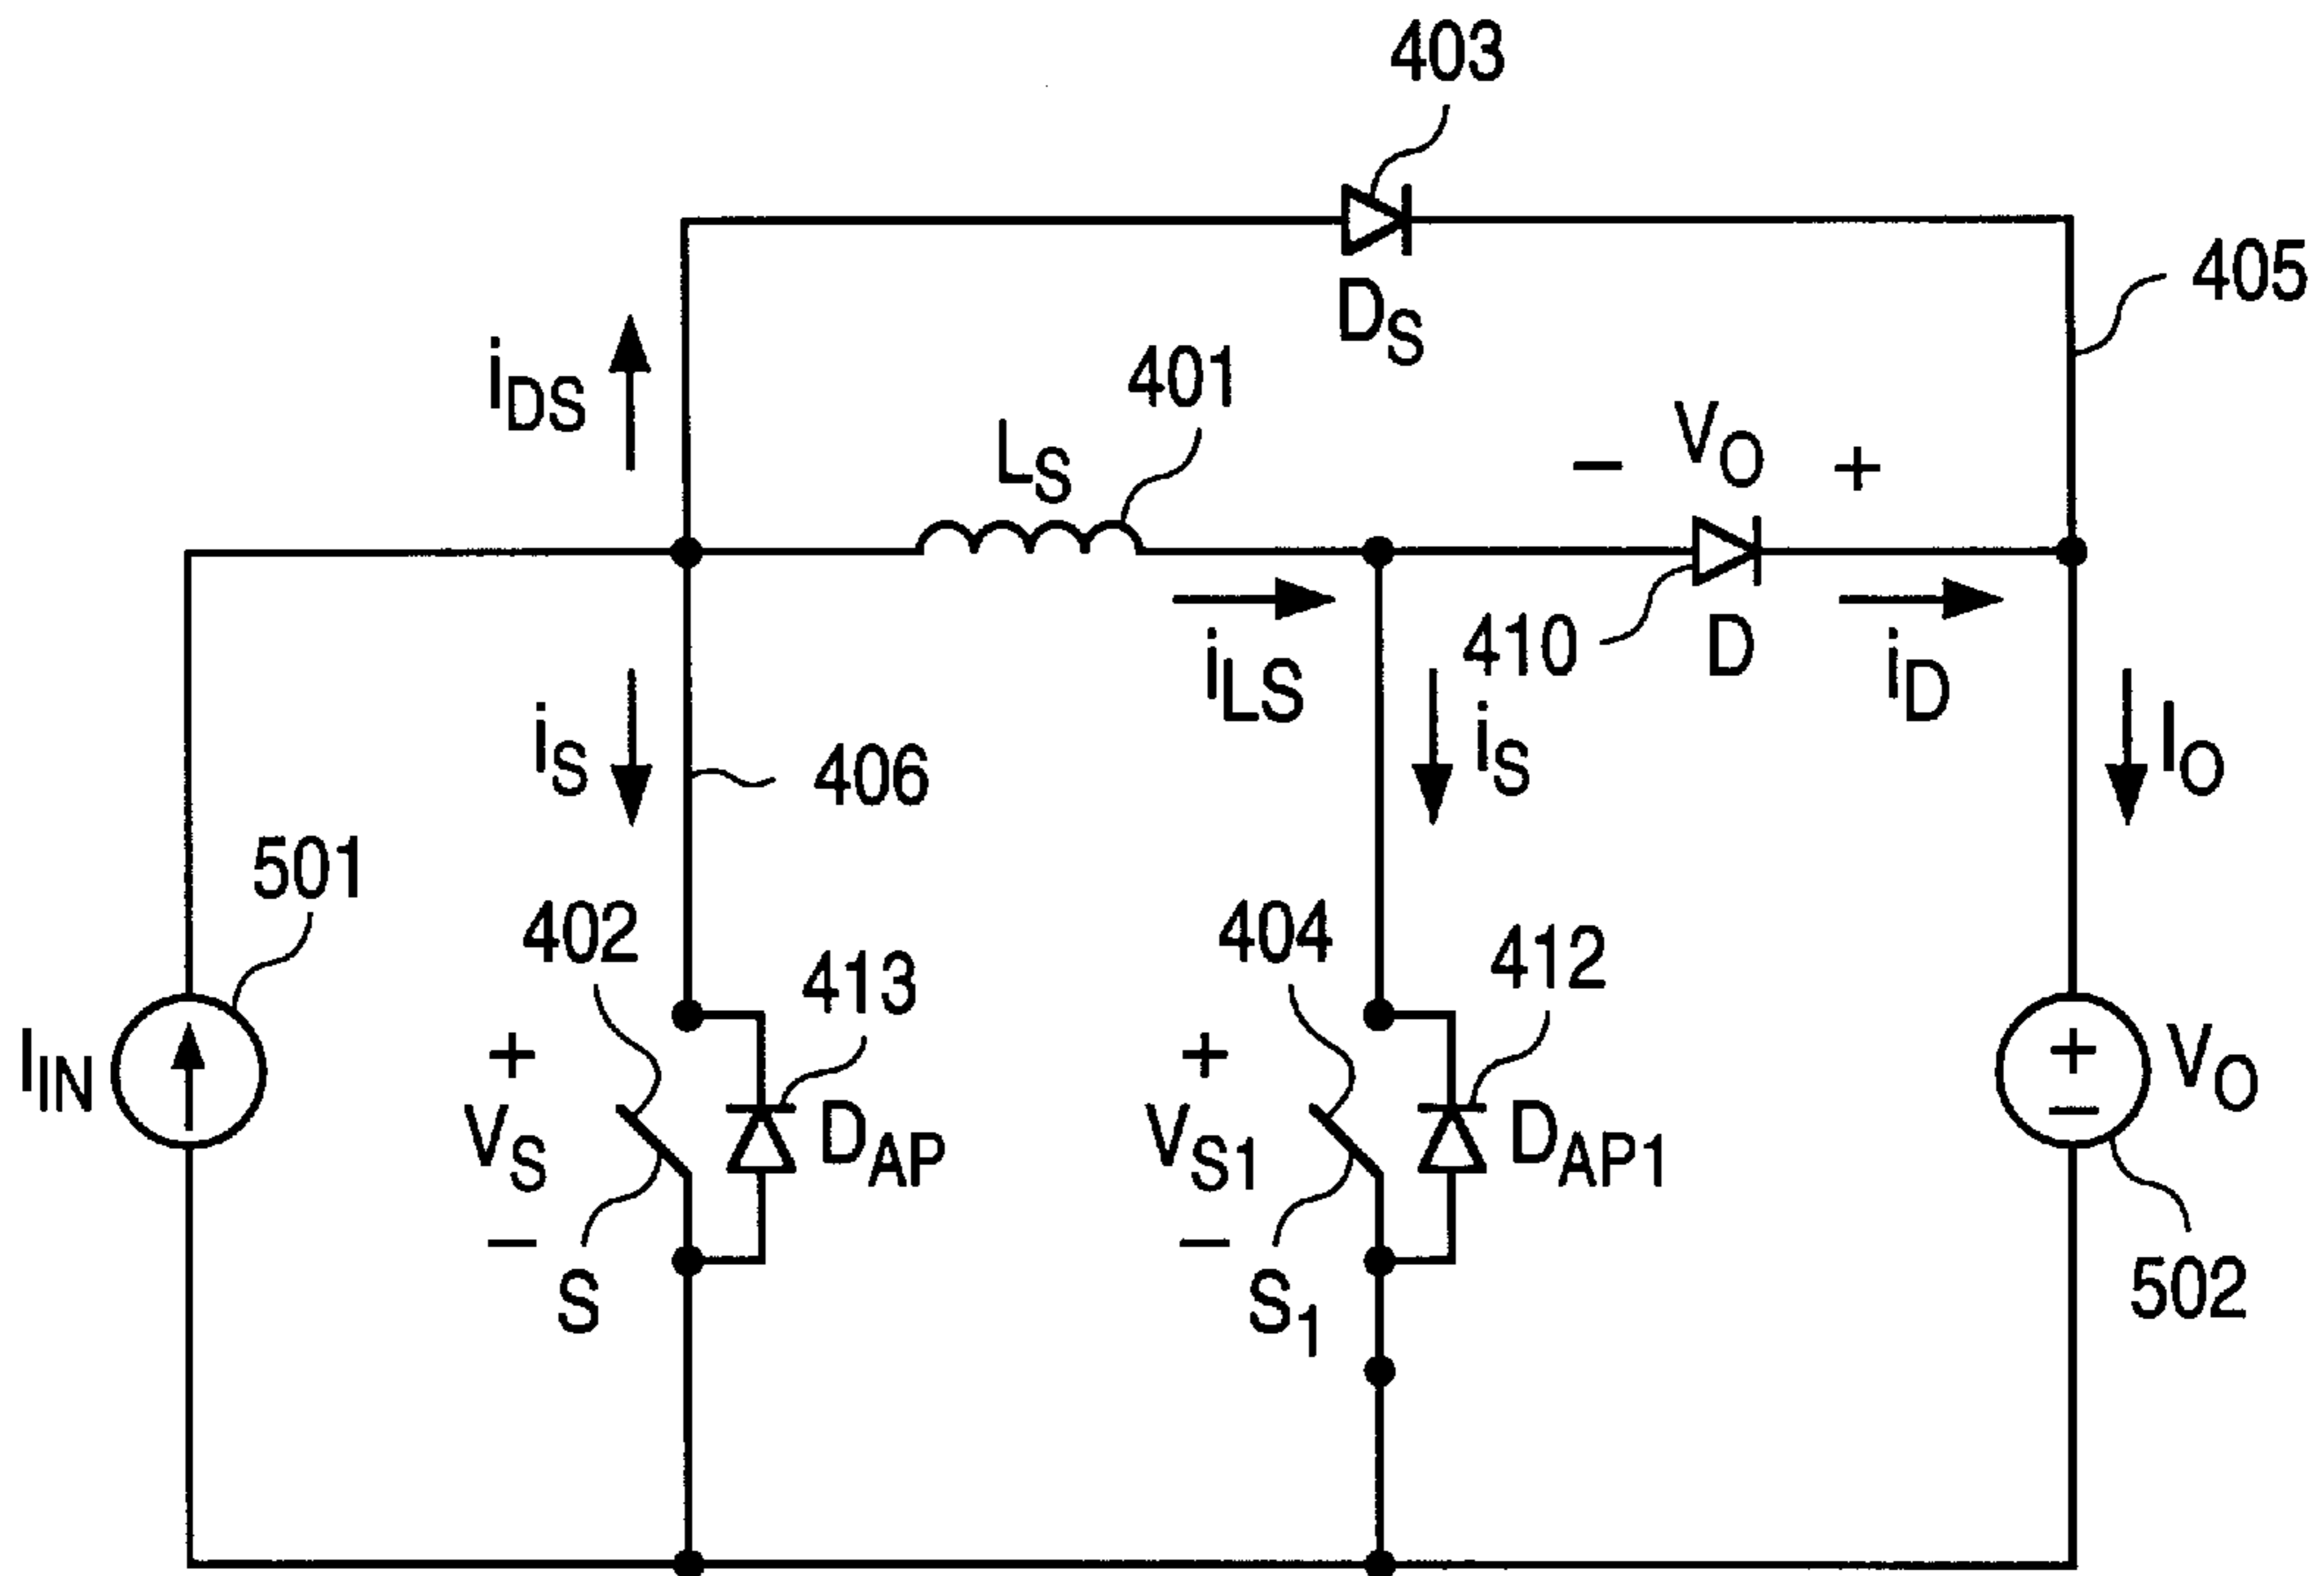 403
D_S
405
i_DS
401
L_S
− V_O +
410
D
i_LS
i_D
i_S
406
i_S
I_O
501
402
413
404
412
I_IN
+
V_S
−
D_AP
+
V_S1
−
D_AP1
+
−
V_O
S
S_1
502